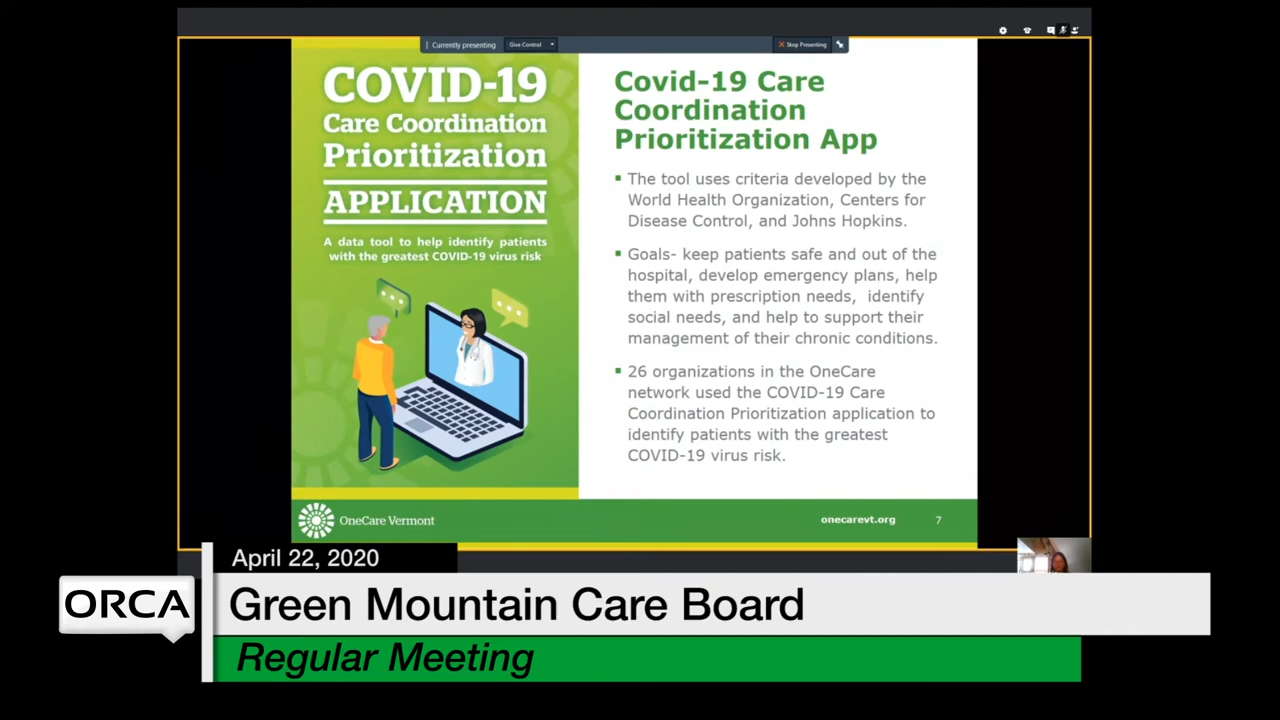 Currently presenting
Give Control
Stop Presenting
COVID-19
Care Coordination
Prioritization
APPLICATION
A data tool to help identify patients
with the greatest COVID-19 virus risk
Covid-19 Care
Coordination
Prioritization App
The tool uses criteria developed by the
World Health Organization, Centers for
Disease Control, and Johns Hopkins.
Goals- keep patients safe and out of the
hospital, develop emergency plans, help
them with prescription needs, identify
social needs, and help to support their
management of their chronic conditions.
26 organizations in the OneCare
network used the COVID-19 Care
Coordination Prioritization application to
identify patients with the greatest
COVID-19 virus risk.
OneCare Vermont
onecarevt.org
7
April 22, 2020
ORCA
Green Mountain Care Board
Regular Meeting